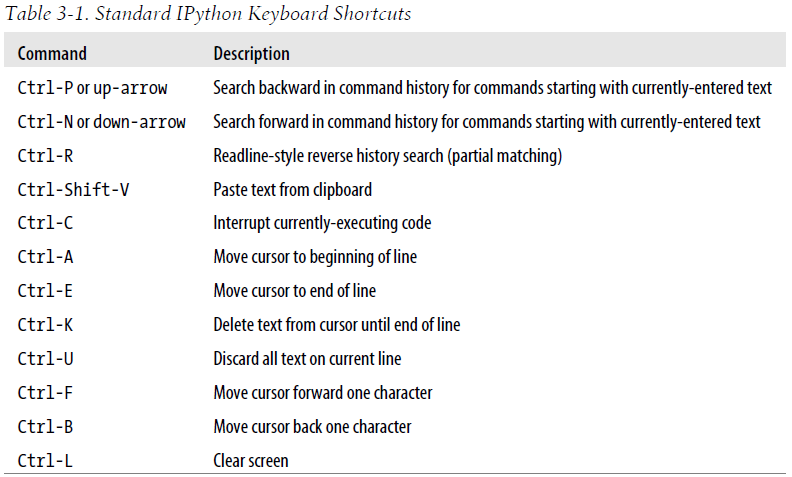 Table 3-1. Standard IPython Keyboard Shortcuts
Command Description
Ctrl-P or up-arrow Search backward in command history for commands starting with currently-entered text
Ctrl-N or down-arrow Search forward in command history for commands starting with currently-entered text
Ctrl-R Readline-style reverse history search (partial matching)
Ctrl-Shift-V Paste text from clipboard
Ctrl-C Interrupt currently-executing code
Ctrl-A Move cursor to beginning of line
Ctrl-E Move cursor to end of line
Ctrl-K Delete text from cursor until end of line
Ctrl-U Discard all text on current line
Ctrl-F Move cursor forward one character
Ctrl-B Move cursor back one character
Ctrl-L Clear screen